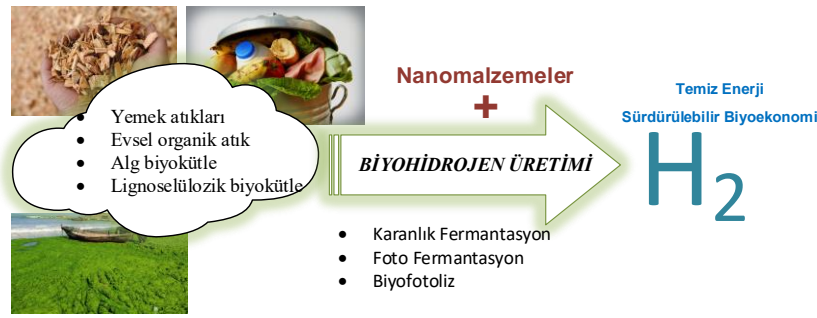 • Yemek atıkları
• Evsel organik atık
• Alg biyokütle
• Lignoselülozik biyokütle
Nanomalzemeler
+
BİYOHİDROJEN ÜRETİMİ
• Karanlık Fermantasyon
• Foto Fermantasyon
• Biyofotoliz
Temiz Enerji
Sürdürülebilir Biyoekonomi
H₂